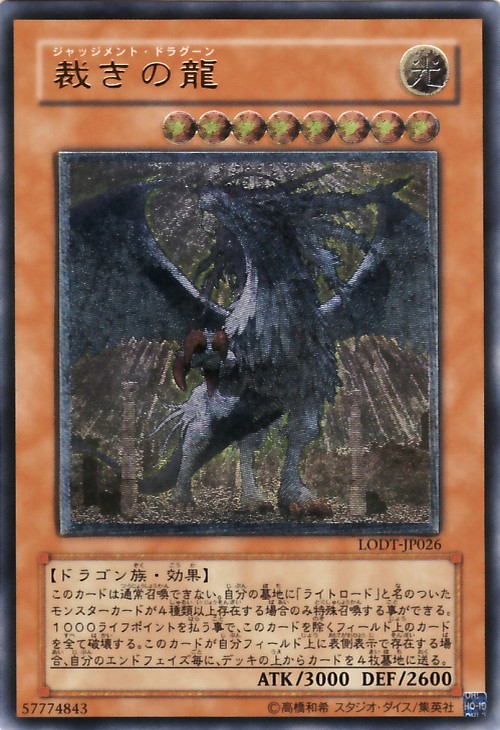 ジャッジメント・ドラグーン
裁きの龍
光
LODT-JP026
【ドラゴン族・効果】
このカードは通常召喚できない。自分の墓地に「ライトロード」と名のついた
モンスターカードが4種類以上存在する場合のみ特殊召喚する事ができる。
1000ライフポイントを払う事で、このカードを除くフィールド上のカード
を全て破壊する。このカードが自分フィールド上に表側表示で存在する場
合、自分のエンドフェイズ毎に、デッキの上からカードを4枚墓地に送る。
ATK/3000 DEF/2600
57774843
©高橋和希 スタジオ・ダイス/集英社